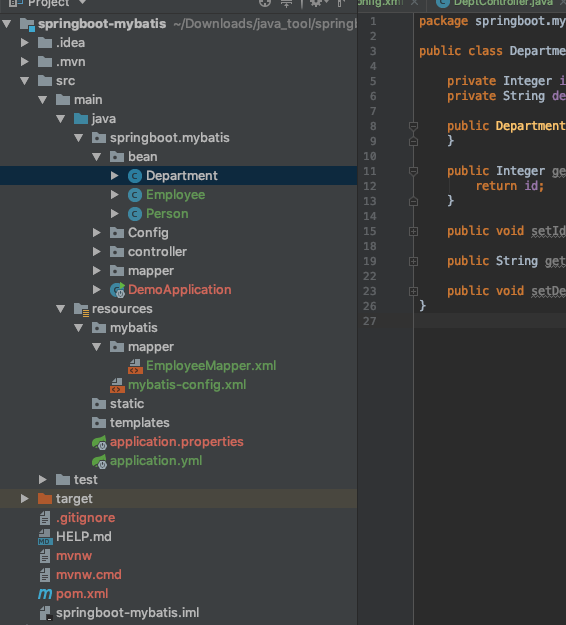 Project
springboot-mybatis ~/Downloads/java_tool/spring
.idea
.mvn
src
main
java
springboot.mybatis
bean
Department
Employee
Person
Config
controller
mapper
DemoApplication
resources
mybatis
mapper
EmployeeMapper.xml
mybatis-config.xml
static
templates
application.properties
application.yml
test
target
.gitignore
HELP.md
mvnw
mvnw.cmd
pom.xml
springboot-mybatis.iml
onfig.xml DeptController.java
1 package springboot.my
2
3 public class Departme
4
5 private Integer i
6 private String de
7
8 public Department
9 }
10
11 public Integer ge
12 return id;
13 }
14
15 public void setId
18
19 public String get
22
23 public void setDe
26 }
27